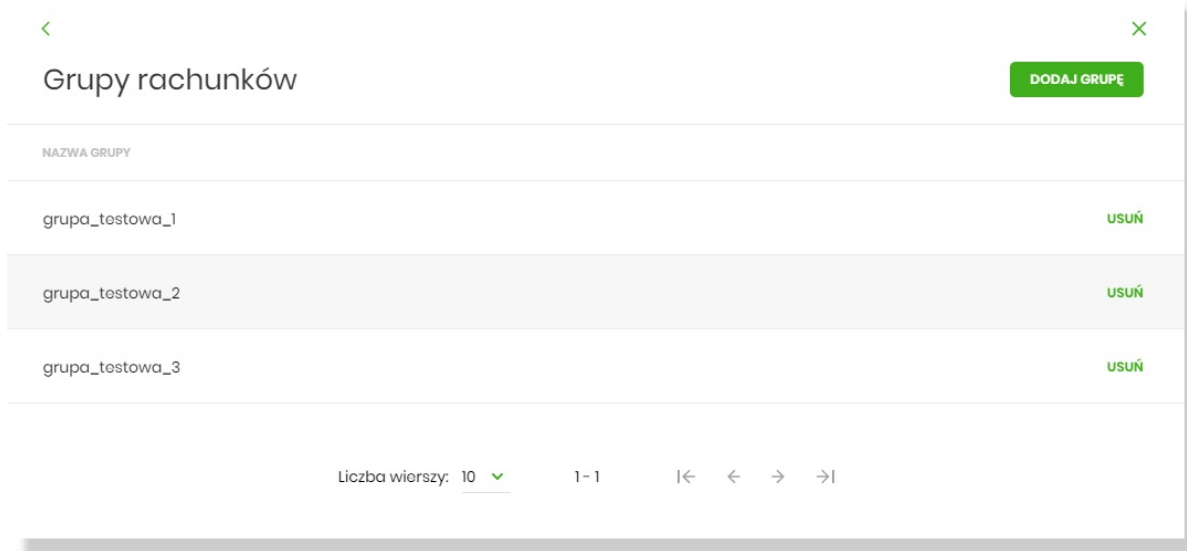 Grupy rachunków
DODAJ GRUPĘ
NAZWA GRUPY
grupa_testowa_1 USUŃ
grupa_testowa_2 USUŃ
grupa_testowa_3 USUŃ
Liczba wierszy: 10 1 - 1